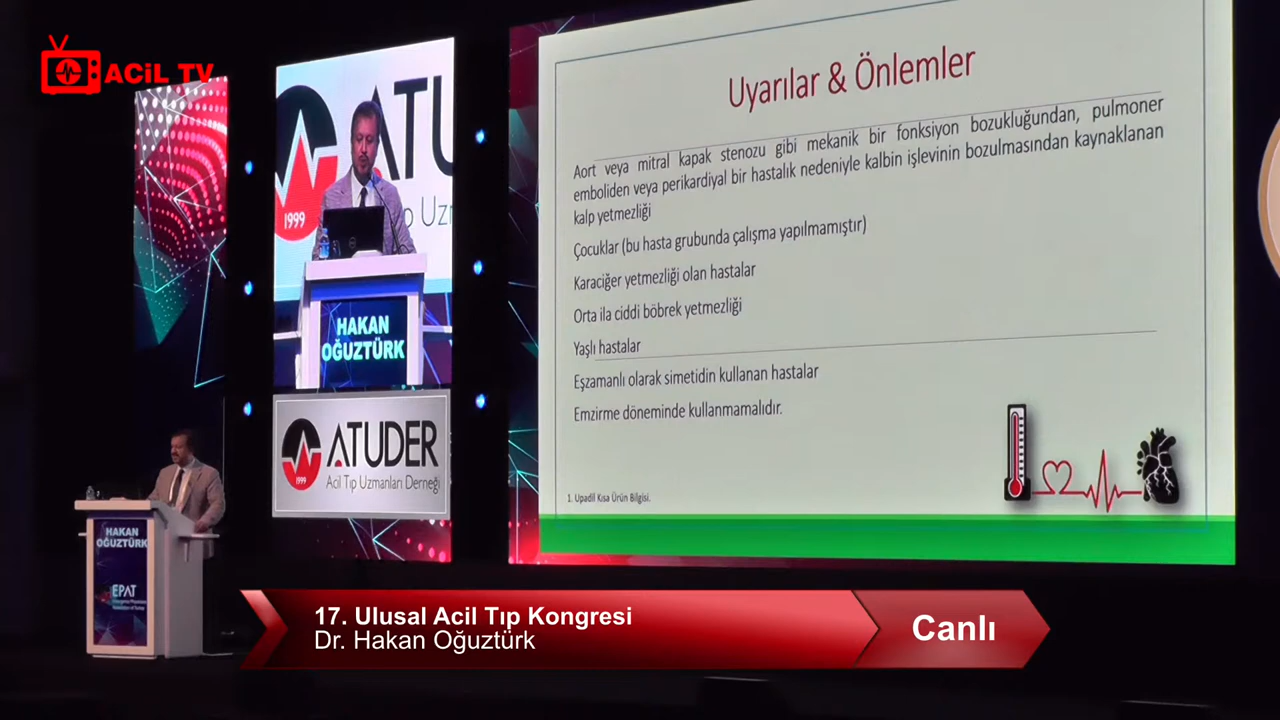 ACiL TV
ATU
1999
p Uz
HAKAN
OĞUZTÜRK
ATUDER
1999
Acil Tıp Uzmanları Derneği
HAKAN
OĞUZTÜRK
EPAT
Uyarılar & Önlemler
Aort veya mitral kapak stenozu gibi mekanik bir fonksiyon bozukluğundan, pulmoner
emboliden veya perikardiyal bir hastalık nedeniyle kalbin işlevinin bozulmasından kaynaklanan
kalp yetmezliği
Çocuklar (bu hasta grubunda çalışma yapılmamıştır)
Karaciğer yetmezliği olan hastalar
Orta ila ciddi böbrek yetmezliği
Yaşlı hastalar
Eşzamanlı olarak simetidin kullanan hastalar
Emzirme döneminde kullanmamalıdır.
1. Upadil Kısa Ürün Bilgisi.
17. Ulusal Acil Tıp Kongresi
Dr. Hakan Oğuztürk
Canlı